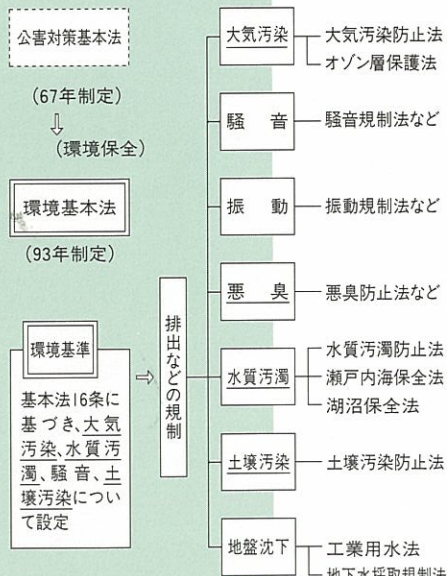 公害対策基本法
(67年制定)
⇩
(環境保全)
環境基本法
(93年制定)
環境基準
基本法16条に
基づき、大気
汚染、水質汚
濁、騒音、土
壌汚染につい
て設定
⇨
排出などの規制
大気汚染
大気汚染防止法
オゾン層保護法
騒音
騒音規制法など
振動
振動規制法など
悪臭
悪臭防止法など
水質汚濁
水質汚濁防止法
瀬戸内海保全法
湖沼保全法
土壌汚染
土壌汚染防止法
地盤沈下
工業用水法
地下水採取規制法